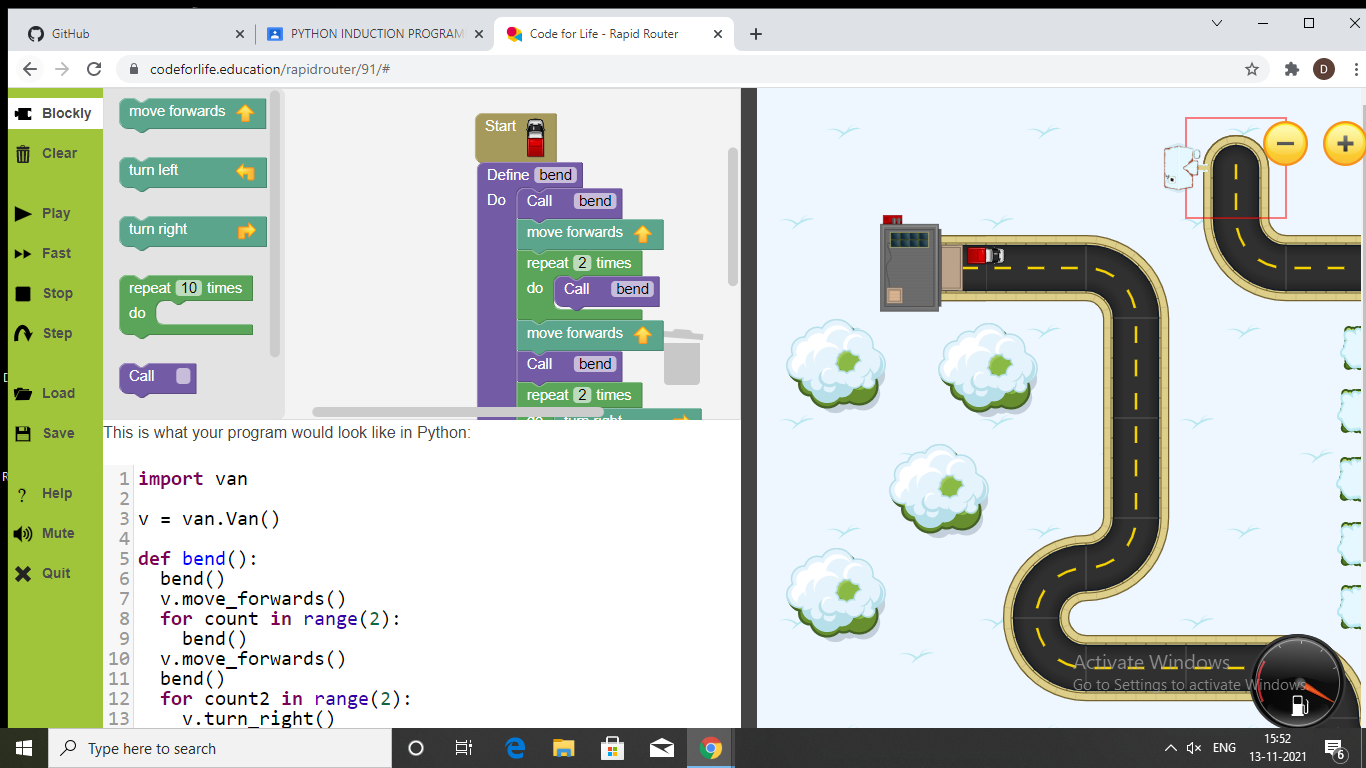 GitHub
PYTHON INDUCTION PROGRAM
Code for Life - Rapid Router
codeforlife.education/rapidrouter/91/#
D
Blockly
Clear
Play
Fast
Stop
Step
Load
Save
Help
Mute
Quit
move forwards
turn left
turn right
repeat 10 times
do
Call
Start
Define bend
Do Call bend
move forwards
repeat 2 times
do Call bend
move forwards
Call bend
repeat 2 times
do turn right
This is what your program would look like in Python:
1 import van
2
3 v = van.Van()
4
5 def bend():
6 bend()
7 v.move_forwards()
8 for count in range(2):
9 bend()
10 v.move_forwards()
11 bend()
12 for count2 in range(2):
13 v.turn_right()
Activate Windows
Go to Settings to activate Windows.
Type here to search
ENG
15:52
13-11-2021
6